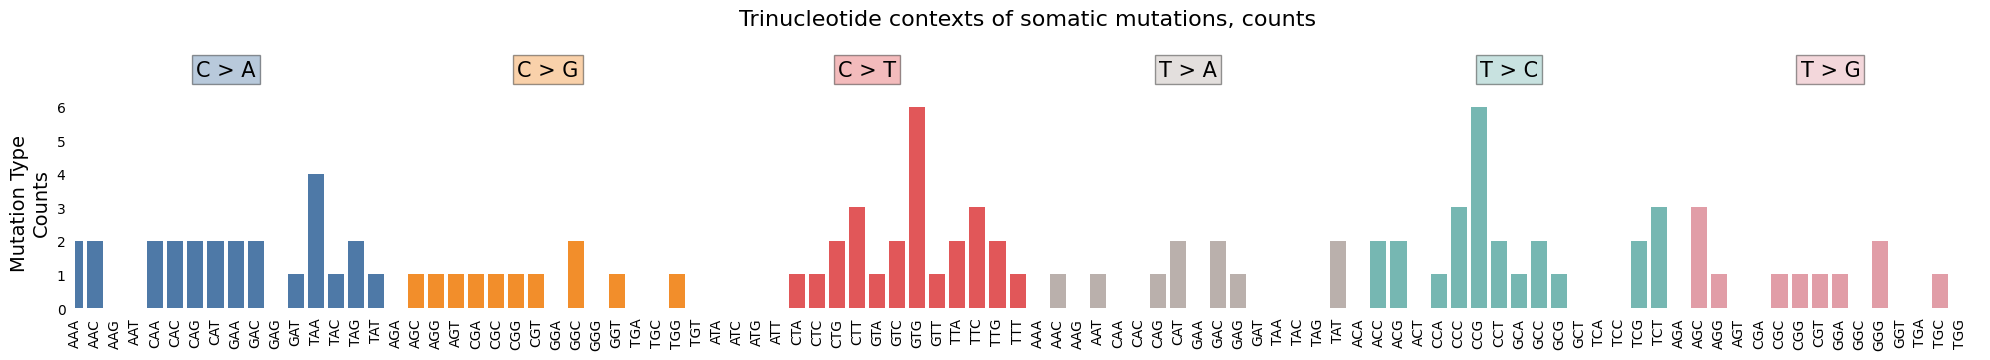 Trinucleotide contexts of somatic mutations, counts
C > A
C > G
C > T
T > A
T > C
T > G
Mutation Type
Counts
6
5
4
3
2
1
0
AAA
AAC
AAG
AAT
CAA
CAC
CAG
CAT
GAA
GAC
GAG
GAT
TAA
TAC
TAG
TAT
AGA
AGC
AGG
AGT
CGA
CGC
CGG
CGT
GGA
GGC
GGG
GGT
TGA
TGC
TGG
TGT
ATA
ATC
ATG
ATT
CTA
CTC
CTG
CTT
GTA
GTC
GTG
GTT
TTA
TTC
TTG
TTT
AAA
AAC
AAG
AAT
CAA
CAC
CAG
CAT
GAA
GAC
GAG
GAT
TAA
TAC
TAG
TAT
ACA
ACC
ACG
ACT
CCA
CCC
CCG
CCT
GCA
GCC
GCG
GCT
TCA
TCC
TCG
TCT
AGA
AGC
AGG
AGT
CGA
CGC
CGG
CGT
GGA
GGC
GGG
GGT
TGA
TGC
TGG